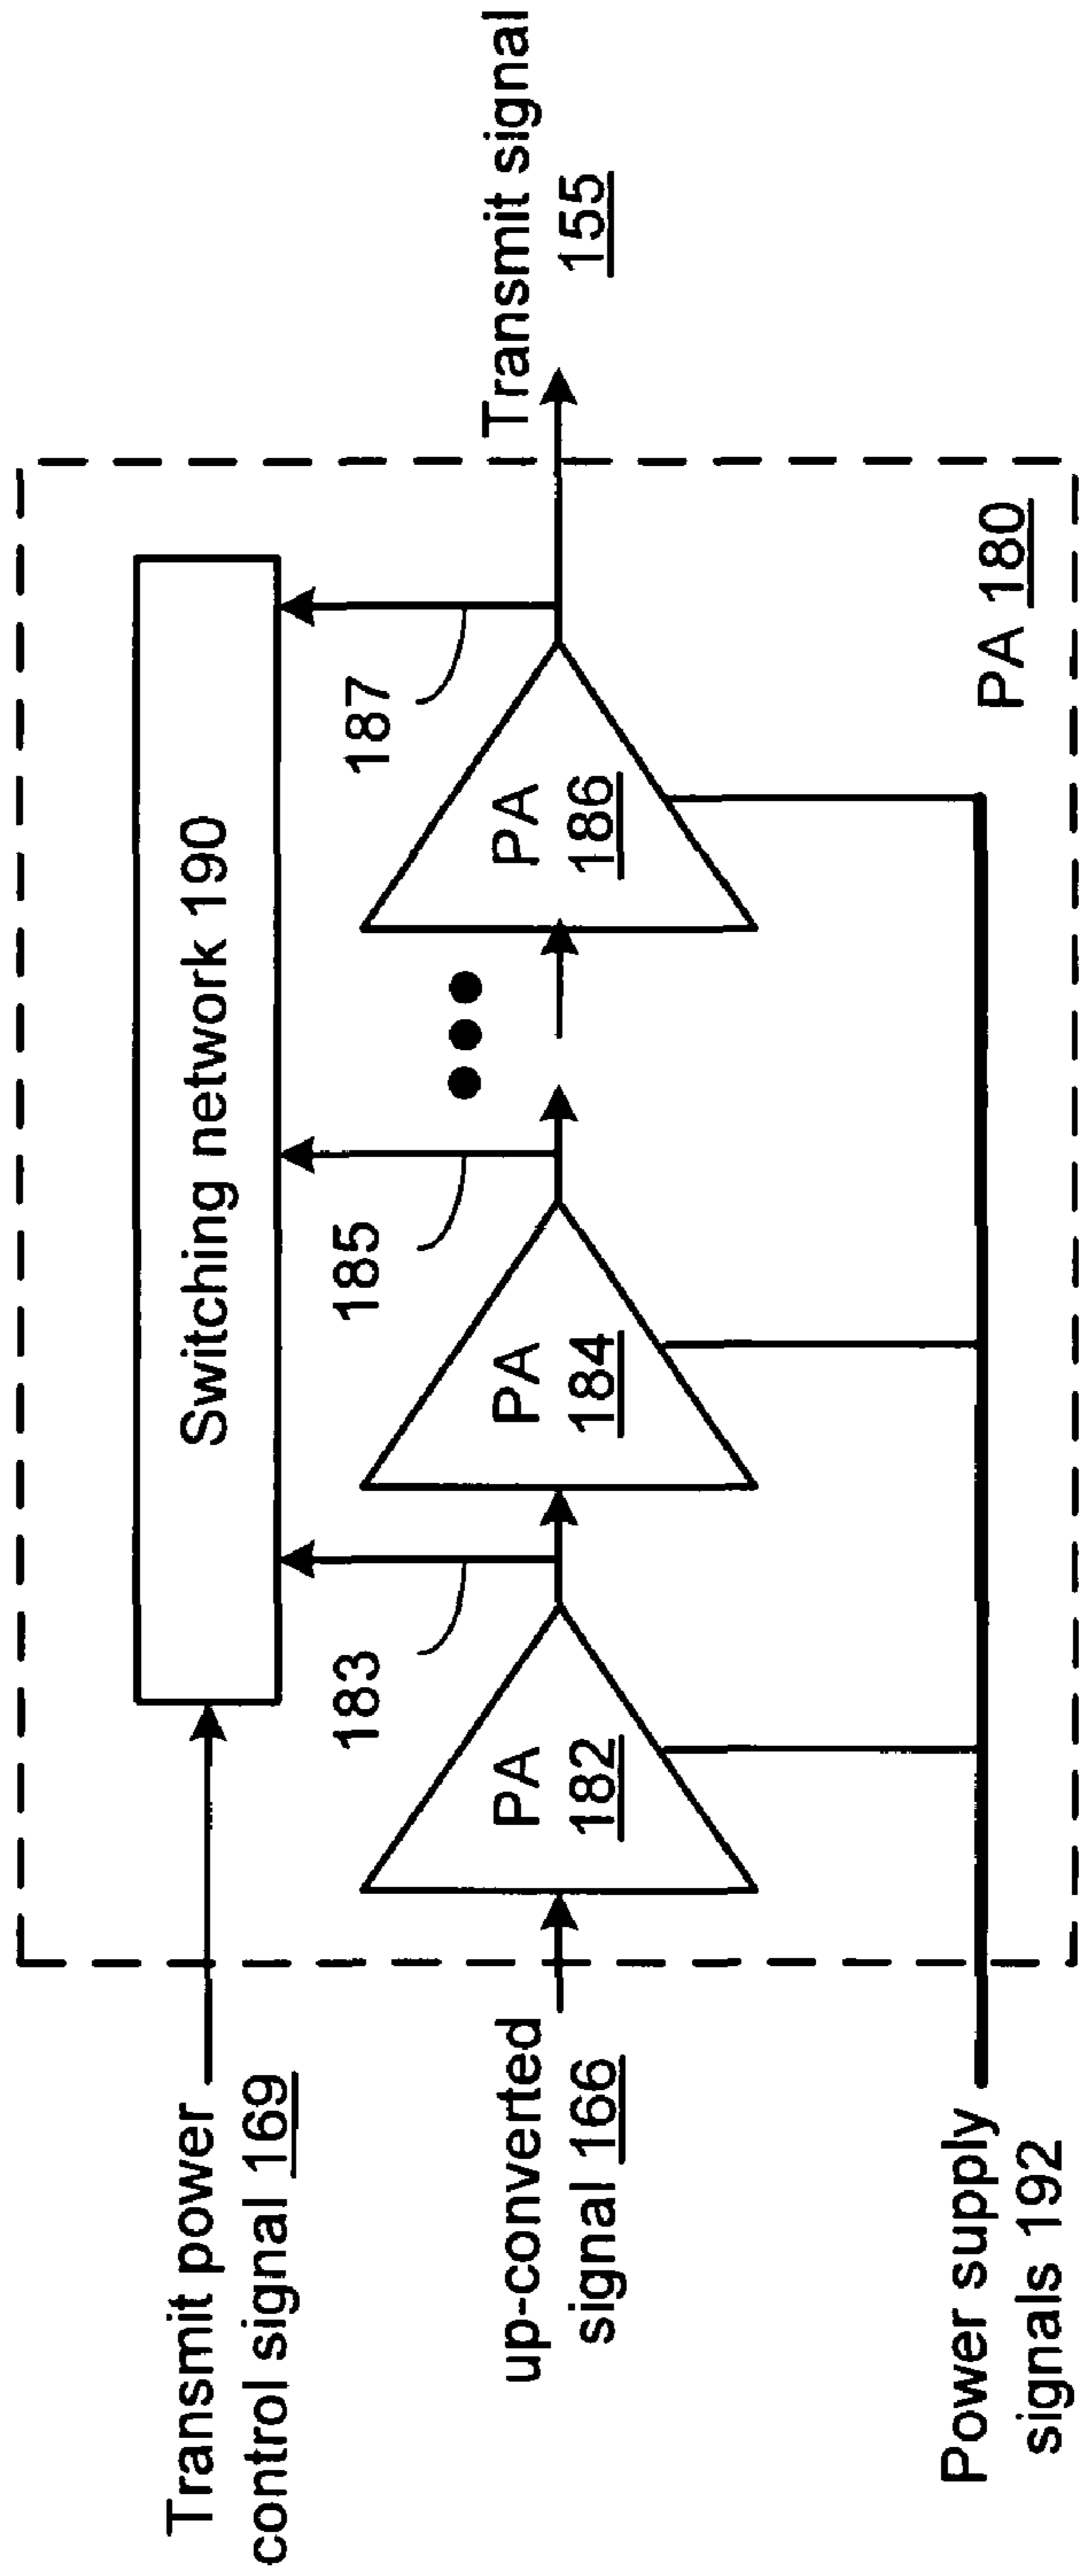 Transmit power
control signal 169
Switching network 190
183
185
187
up-converted
signal 166
PA
182
PA
184
PA
186
Transmit signal
155
Power supply
signals 192
PA 180